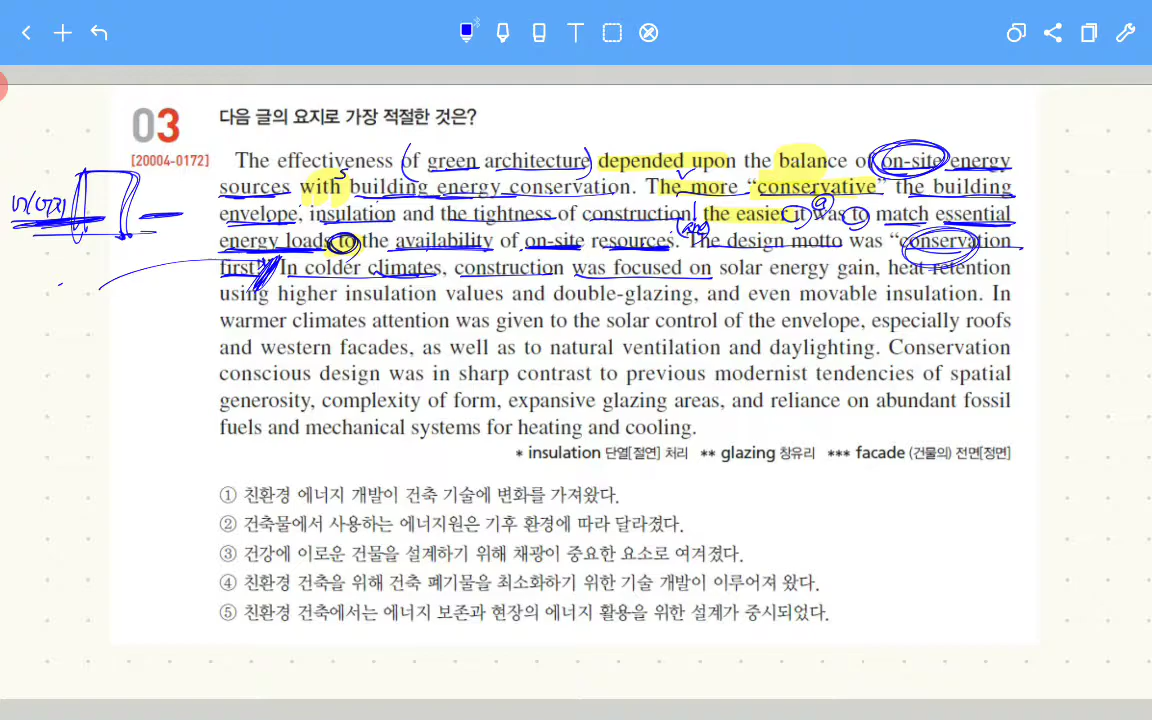 03
[20004-0172]
다음 글의 요지로 가장 적절한 것은?
The effectiveness of green architecture depended upon the balance of on-site energy
sources with building energy conservation. The more “conservative” the building
envelope, insulation and the tightness of construction, the easier it was to match essential
energy loads to the availability of on-site resources. The design motto was “conservation
first!” In colder climates, construction was focused on solar energy gain, heat retention
using higher insulation values and double-glazing, and even movable insulation. In
warmer climates attention was given to the solar control of the envelope, especially roofs
and western facades, as well as to natural ventilation and daylighting. Conservation
conscious design was in sharp contrast to previous modernist tendencies of spatial
generosity, complexity of form, expansive glazing areas, and reliance on abundant fossil
fuels and mechanical systems for heating and cooling.
* insulation 단열[절연] 처리 ** glazing 창유리 *** facade (건물의) 전면[정면]
① 친환경 에너지 개발이 건축 기술에 변화를 가져왔다.
② 건축물에서 사용하는 에너지원은 기후 환경에 따라 달라졌다.
③ 건강에 이로운 건물을 설계하기 위해 채광이 중요한 요소로 여겨졌다.
④ 친환경 건축을 위해 건축 폐기물을 최소화하기 위한 기술 개발이 이루어져 왔다.
⑤ 친환경 건축에서는 에너지 보존과 현장의 에너지 활용을 위한 설계가 중시되었다.